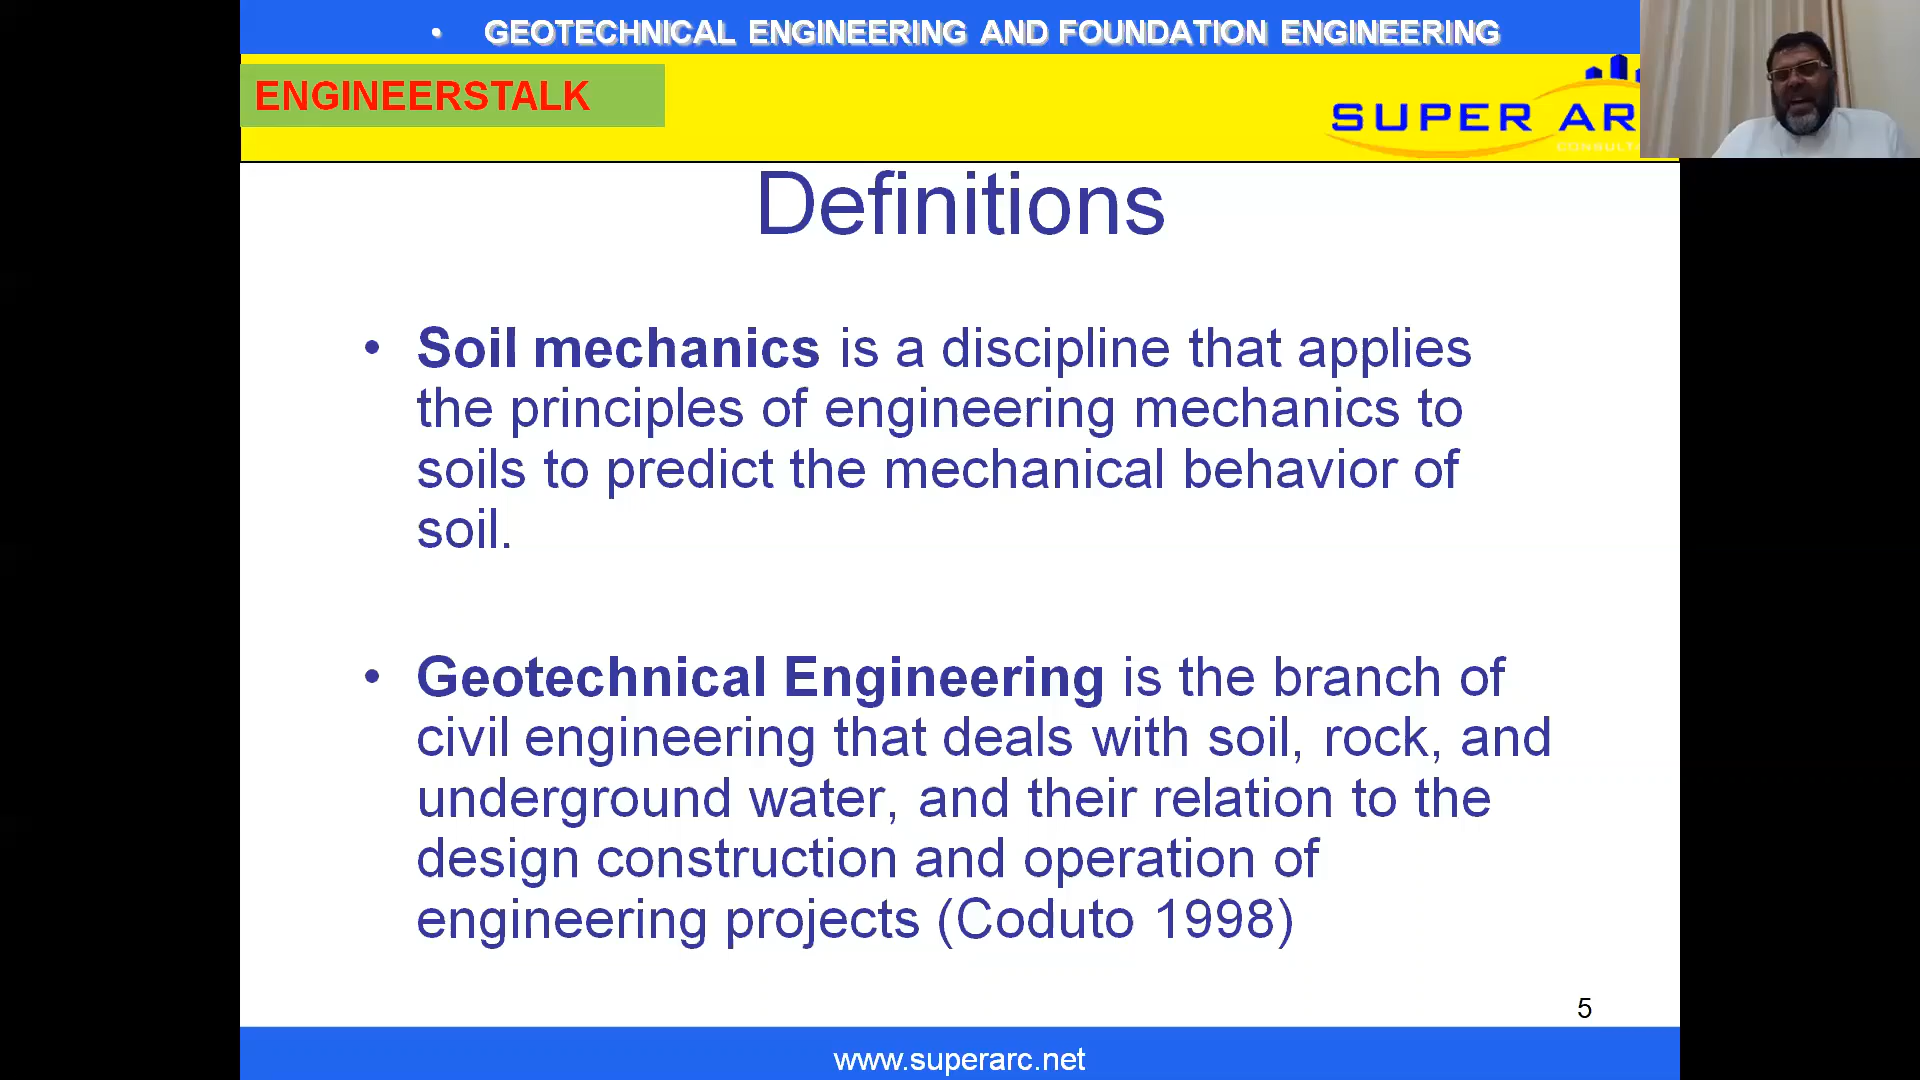 • GEOTECHNICAL ENGINEERING AND FOUNDATION ENGINEERING
ENGINEERSTALK
SUPER AR
Definitions
• Soil mechanics is a discipline that applies
the principles of engineering mechanics to
soils to predict the mechanical behavior of
soil.
• Geotechnical Engineering is the branch of
civil engineering that deals with soil, rock, and
underground water, and their relation to the
design construction and operation of
engineering projects (Coduto 1998)
5
www.superarc.net